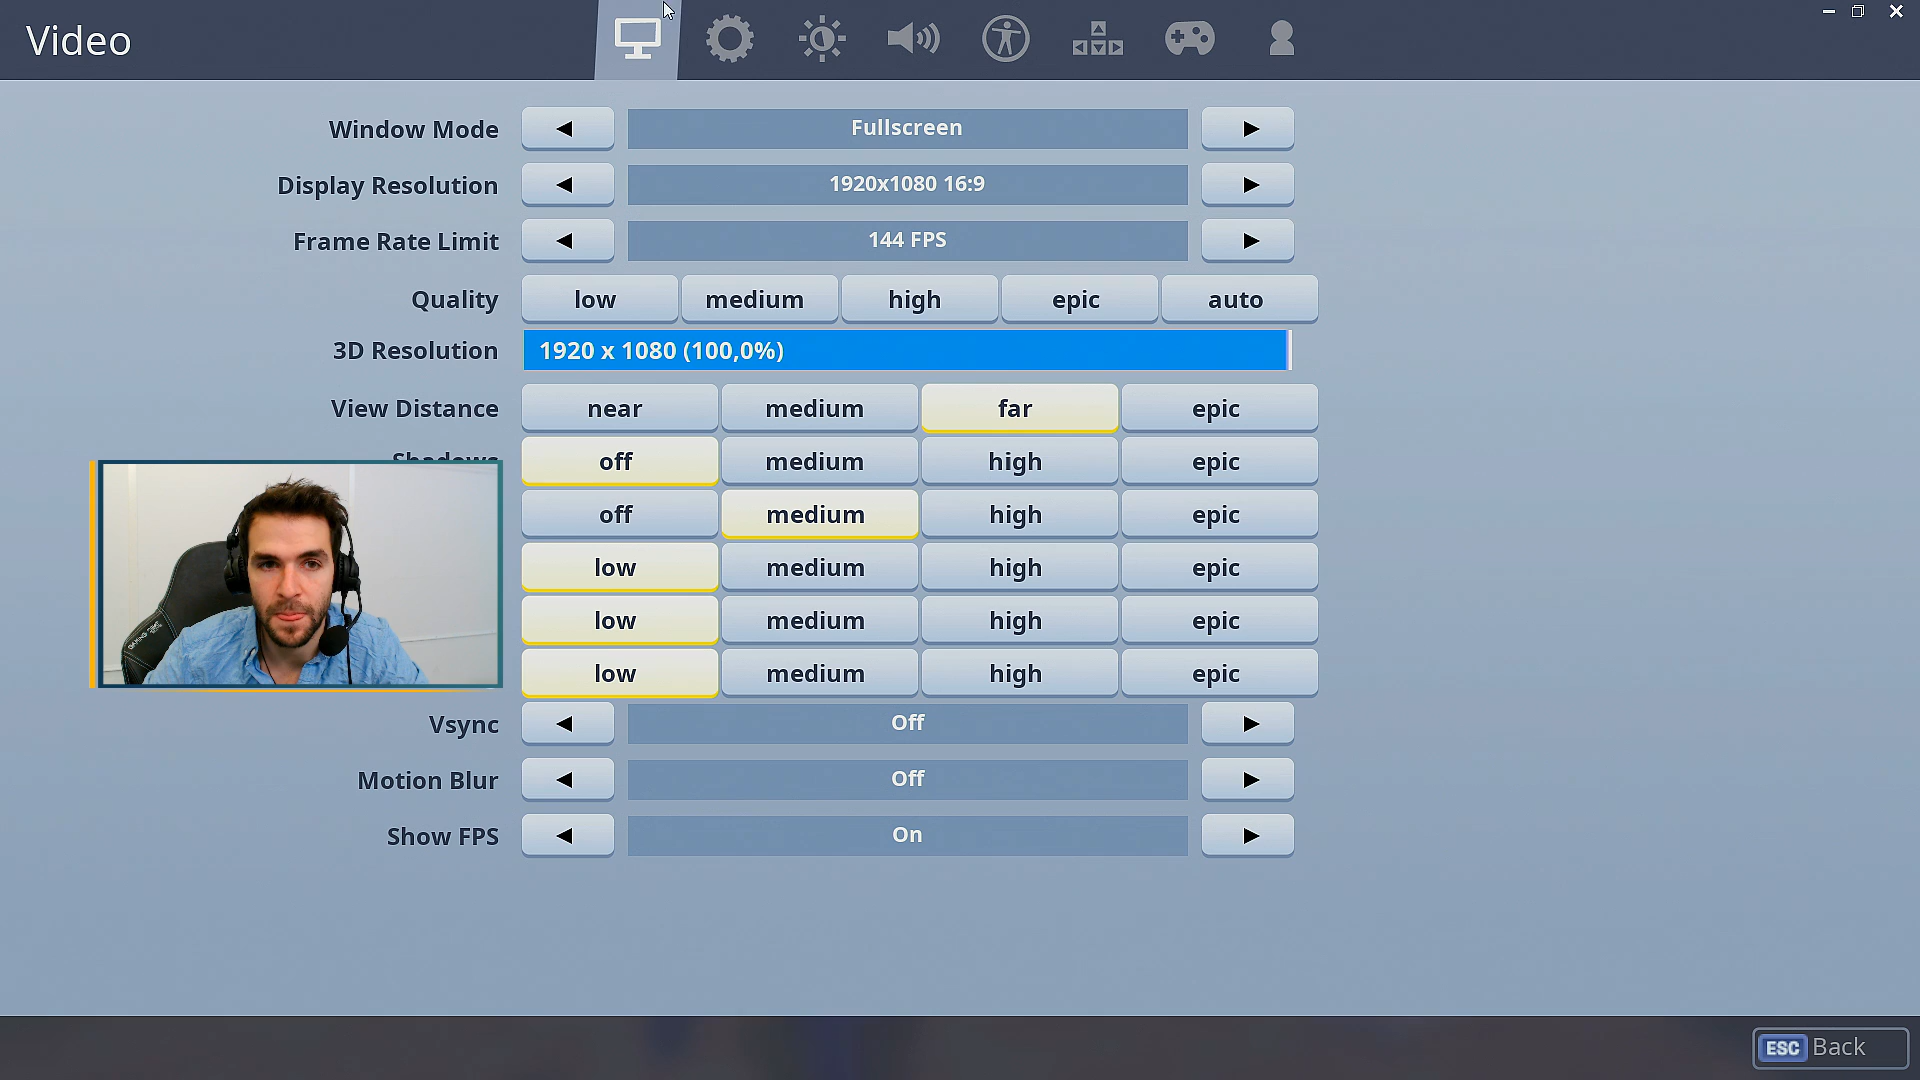 Video
Window Mode Fullscreen
Display Resolution 1920x1080 16:9
Frame Rate Limit 144 FPS
Quality low medium high epic auto
3D Resolution 1920 x 1080 (100,0%)
View Distance near medium far epic
Shadows off medium high epic
off medium high epic
low medium high epic
low medium high epic
low medium high epic
Vsync Off
Motion Blur Off
Show FPS On
ESC Back